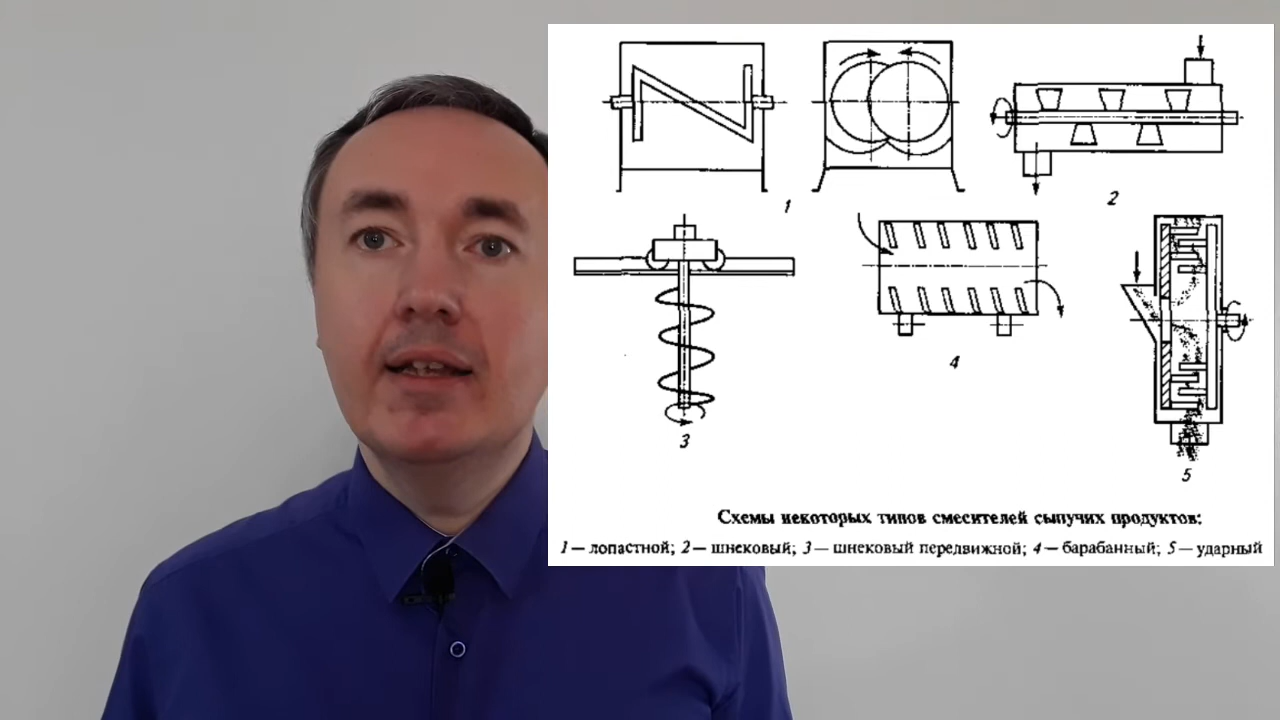 1
2
3
4
5
Схемы некоторых типов смесителей сыпучих продуктов:
1 — лопастной; 2 — шнековый; 3 — шнековый передвижной; 4 — барабанный; 5 — ударный